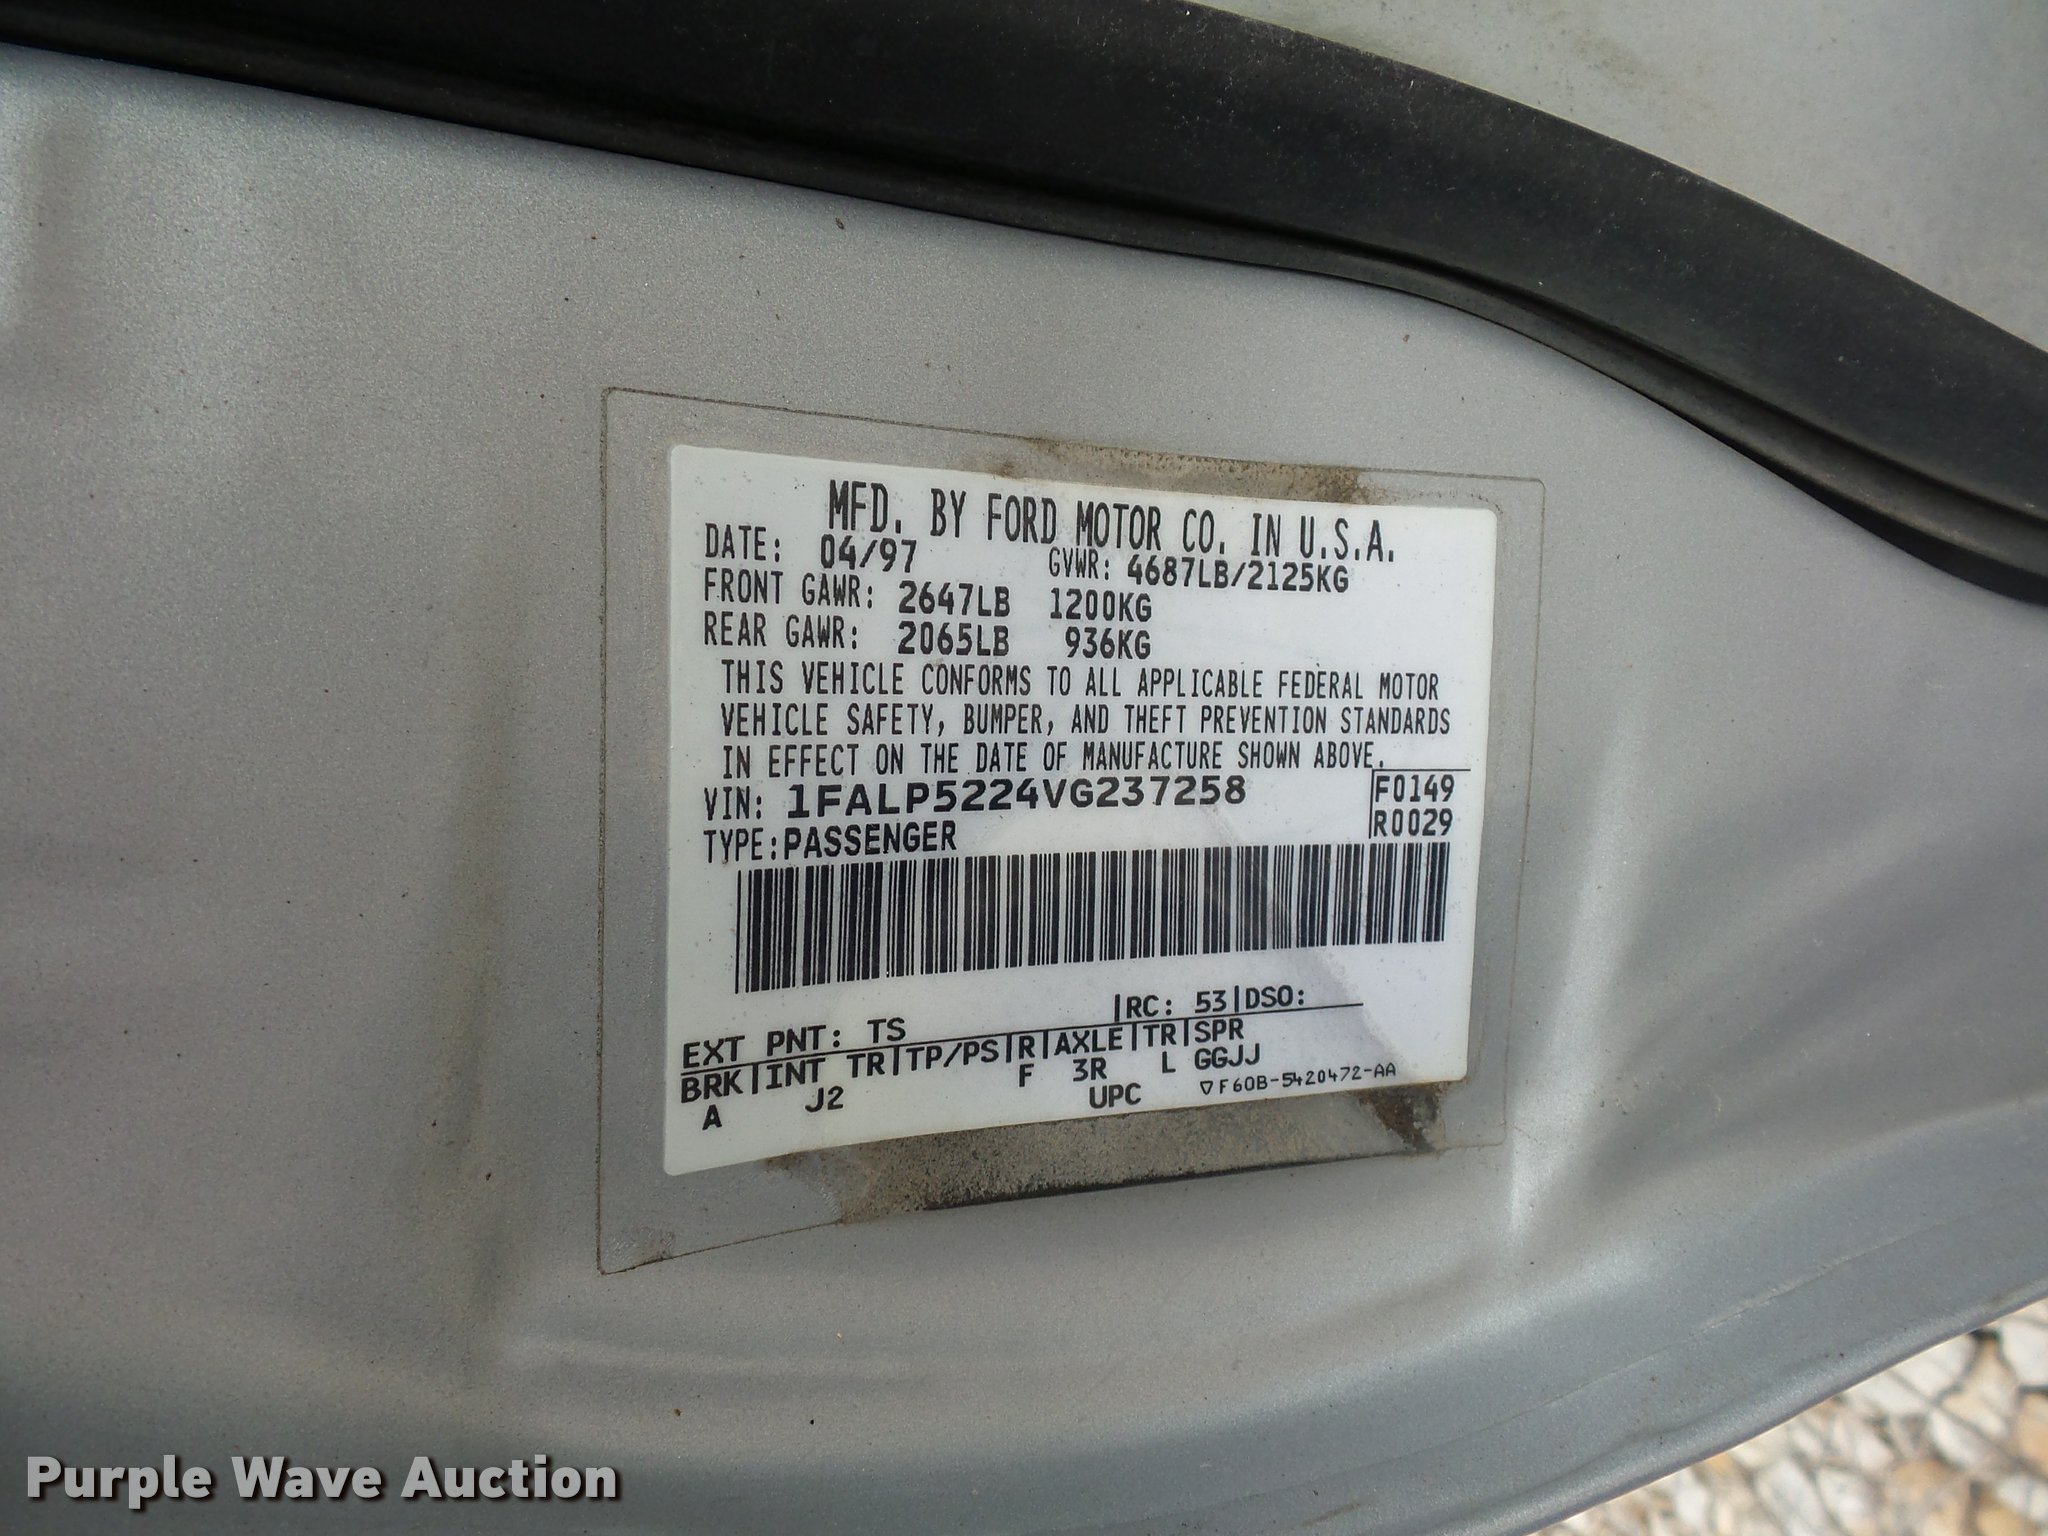 MFD. BY FORD MOTOR CO. IN U.S.A.
DATE: 04/97 GVWR: 4687LB/2125KG
FRONT GAWR: 2647LB 1200KG
REAR GAWR: 2065LB 936KG
THIS VEHICLE CONFORMS TO ALL APPLICABLE FEDERAL MOTOR
VEHICLE SAFETY, BUMPER, AND THEFT PREVENTION STANDARDS
IN EFFECT ON THE DATE OF MANUFACTURE SHOWN ABOVE.
VIN: 1FALP5224VG237258 F0149
TYPE: PASSENGER R0029
EXT PNT: TS |RC: 53|DSO:
BRK|INT TR|TP/PS|R|AXLE|TR|SPR
A J2 F 3R L GGJJ
UPC ▽F60B-5420472-AA
Purple Wave Auction